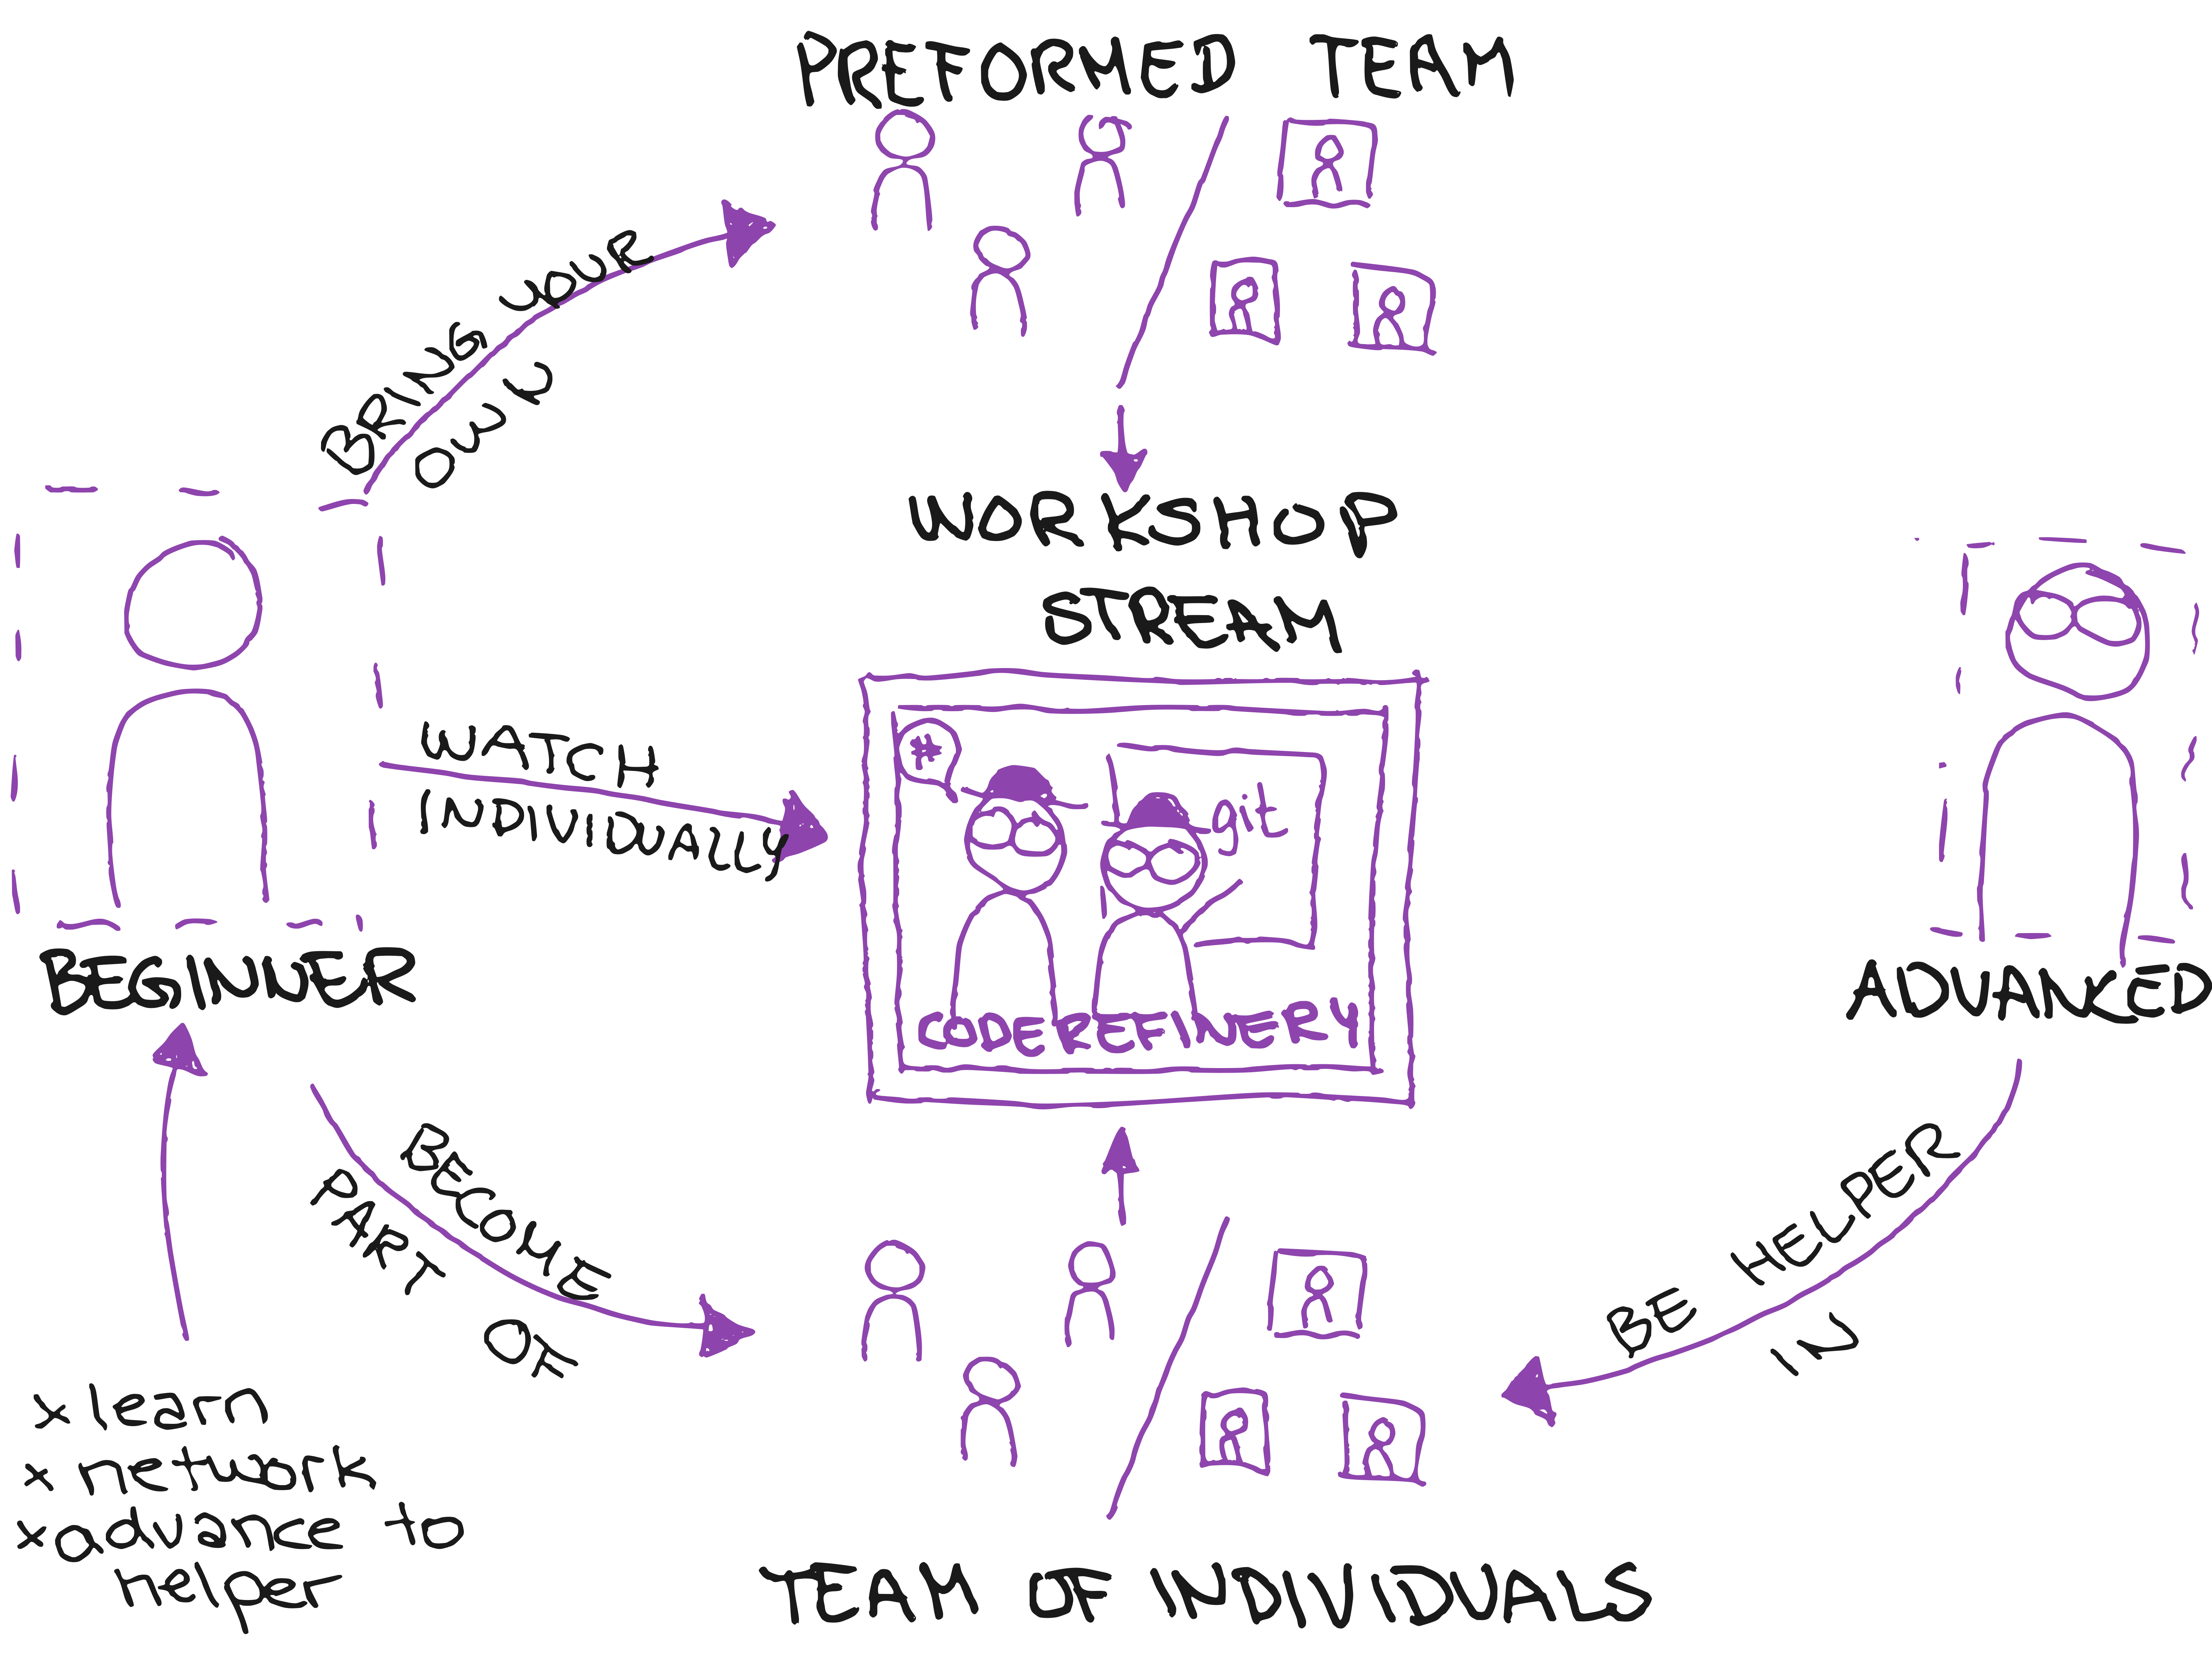 PREFORMED TEAM
BRING YOUR
OWN
WORKSHOP
STREAM
WATCH
INDIVIDUALLY
#
git
CODEREFINERY
BEGINNER
ADVANCED
BECOME
PART
OF
BE HELPER
IN
x learn
x network
x advance to
helper
TEAM OF INDIVIDUALS